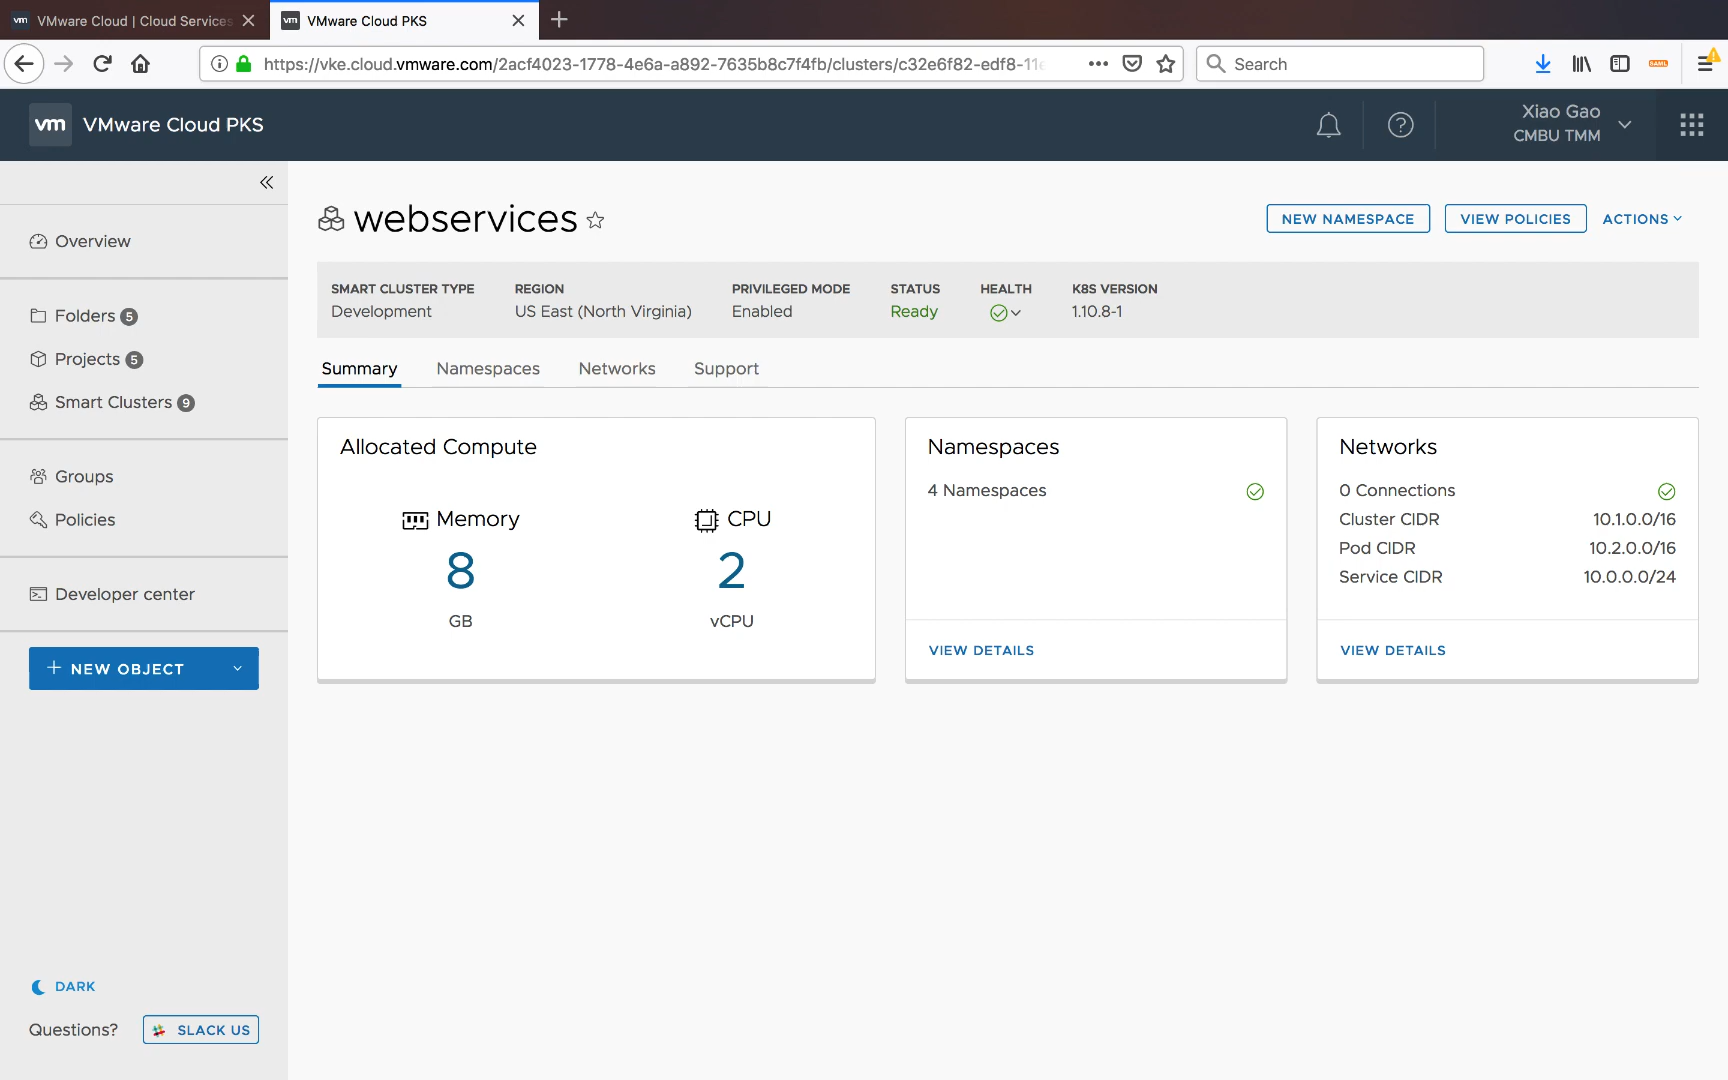 VMware Cloud | Cloud Services
VMware Cloud PKS
https://vke.cloud.vmware.com/2acf4023-1778-4e6a-a892-7635b8c7f4fb/clusters/c32e6f82-edf8-11e
Search
vm VMware Cloud PKS
Xiao Gao
CMBU TMM
Overview
Folders 5
Projects 5
Smart Clusters 9
Groups
Policies
Developer center
+ NEW OBJECT
DARK
Questions? SLACK US
webservices
NEW NAMESPACE
VIEW POLICIES
ACTIONS
SMART CLUSTER TYPE
Development
REGION
US East (North Virginia)
PRIVILEGED MODE
Enabled
STATUS
Ready
HEALTH
K8S VERSION
1.10.8-1
Summary Namespaces Networks Support
Allocated Compute
Memory
8
GB
CPU
2
vCPU
Namespaces
4 Namespaces
VIEW DETAILS
Networks
0 Connections
Cluster CIDR 10.1.0.0/16
Pod CIDR 10.2.0.0/16
Service CIDR 10.0.0.0/24
VIEW DETAILS